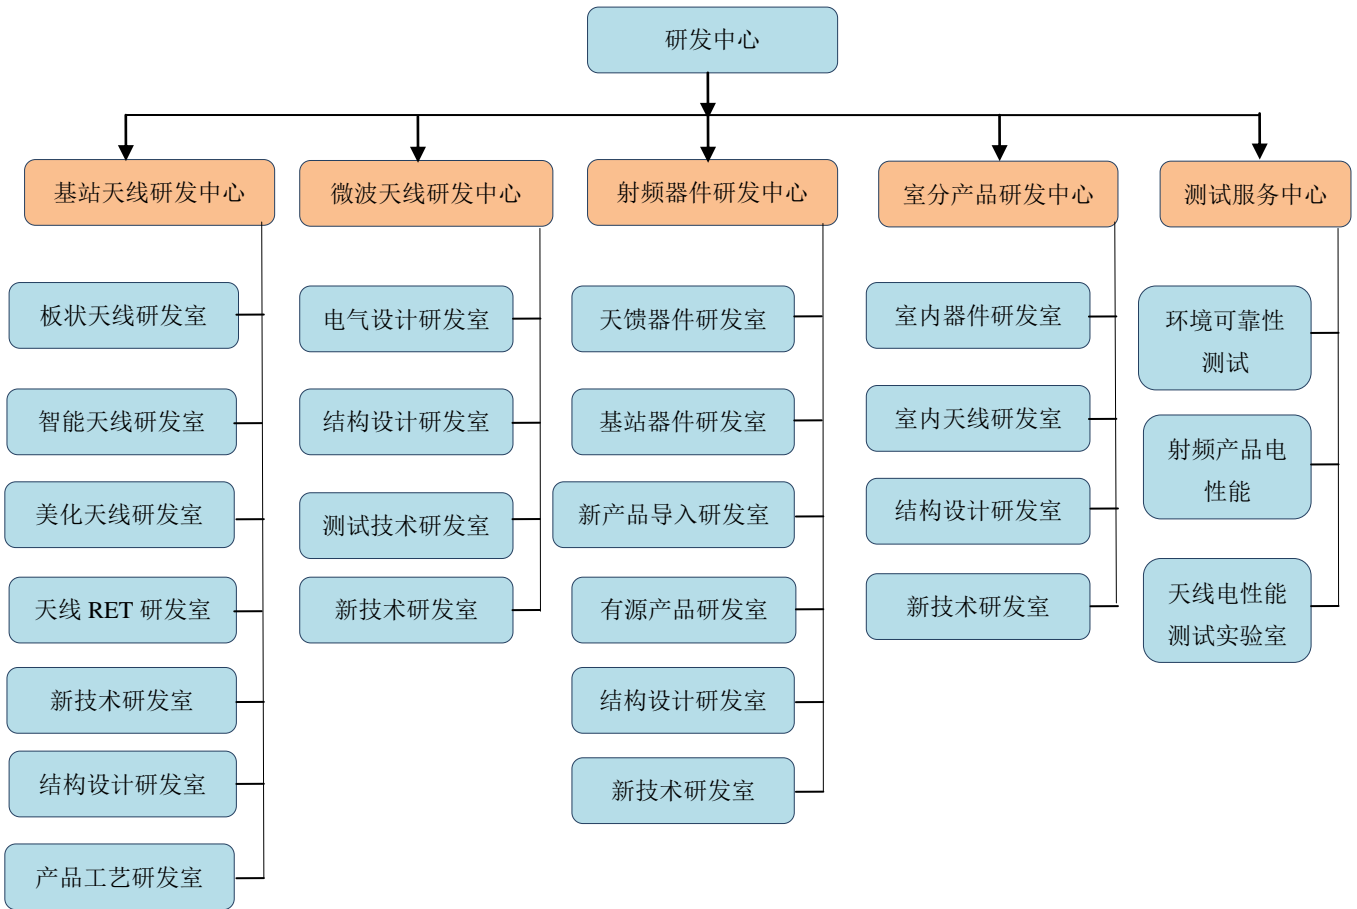 研发中心
基站天线研发中心
微波天线研发中心
射频器件研发中心
室分产品研发中心
测试服务中心
板状天线研发室
智能天线研发室
美化天线研发室
天线 RET 研发室
新技术研发室
结构设计研发室
产品工艺研发室
电气设计研发室
结构设计研发室
测试技术研发室
新技术研发室
天馈器件研发室
基站器件研发室
新产品导入研发室
有源产品研发室
结构设计研发室
新技术研发室
室内器件研发室
室内天线研发室
结构设计研发室
新技术研发室
环境可靠性
测试
射频产品电
性能
天线电性能
测试实验室